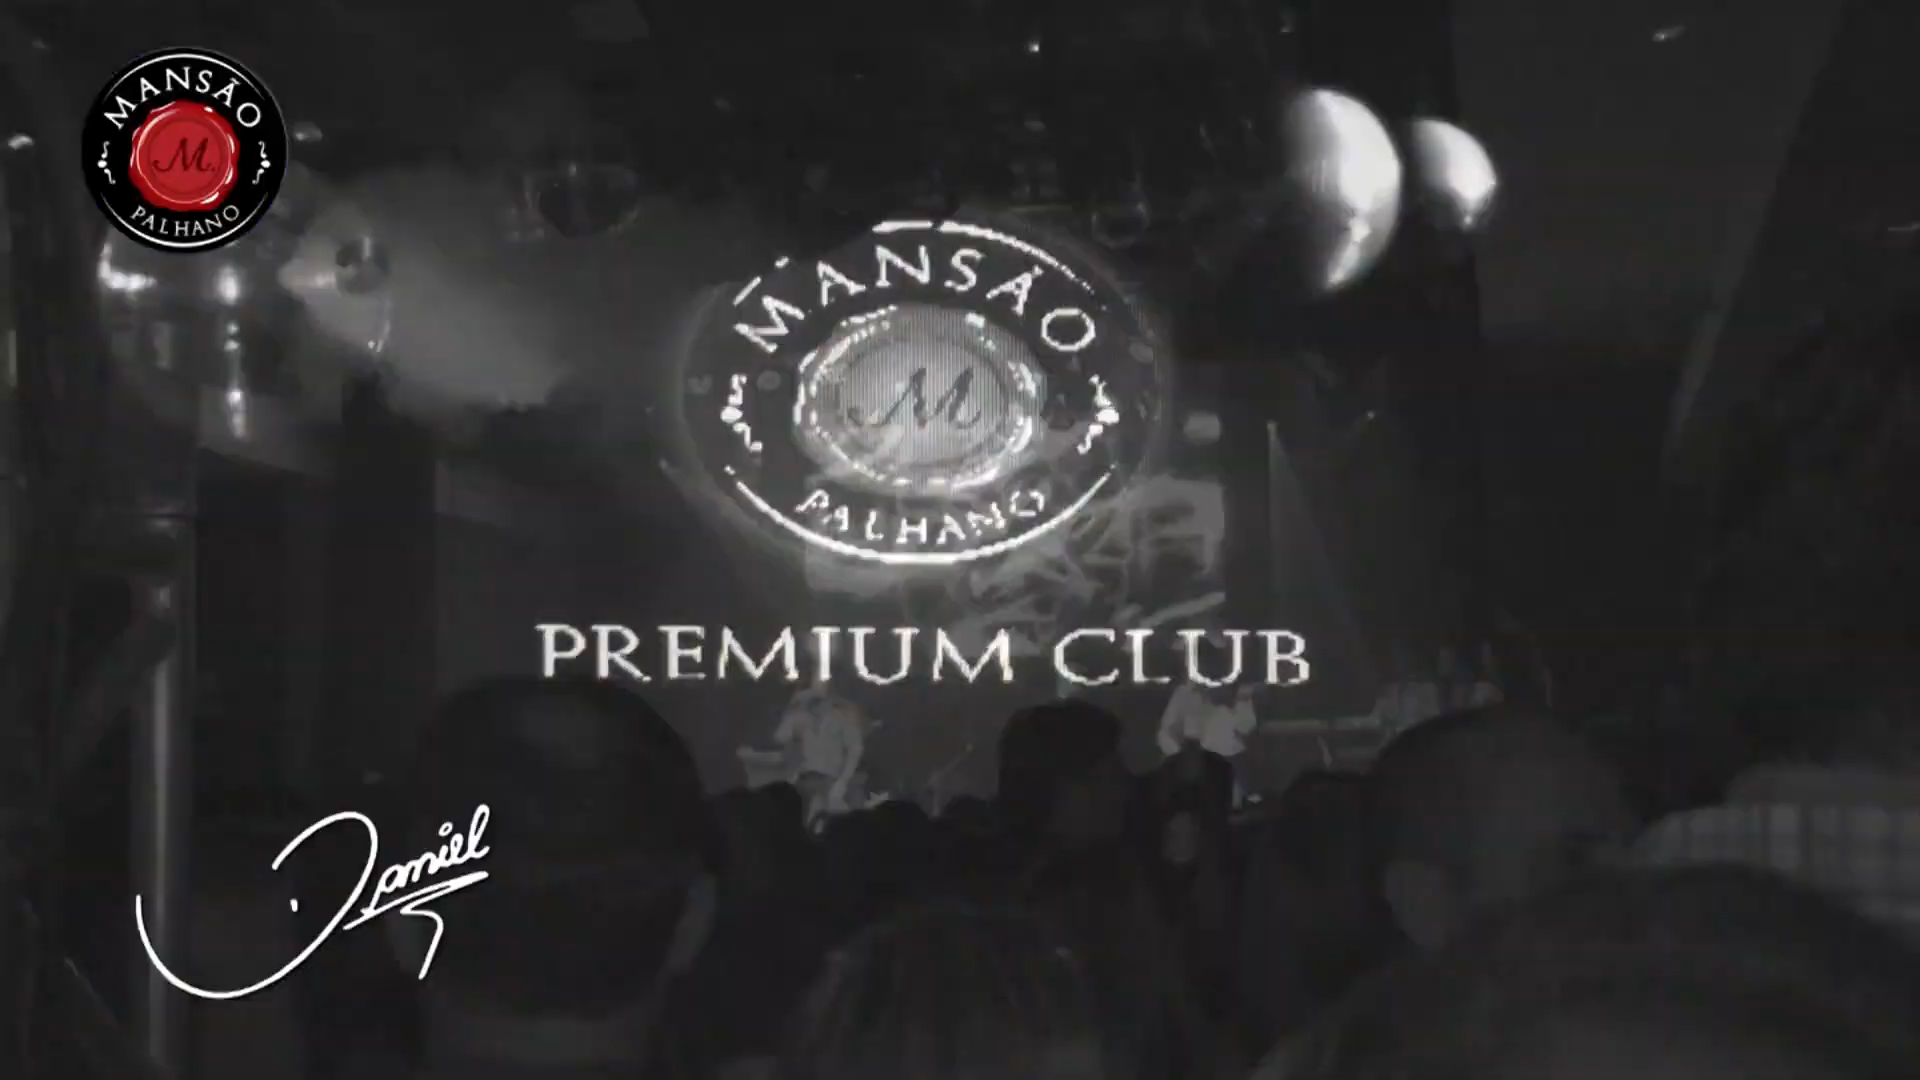 MANSÃO
M.
PALHANO
MANSÃO
M
PALHANO
PREMIUM CLUB
Daniel